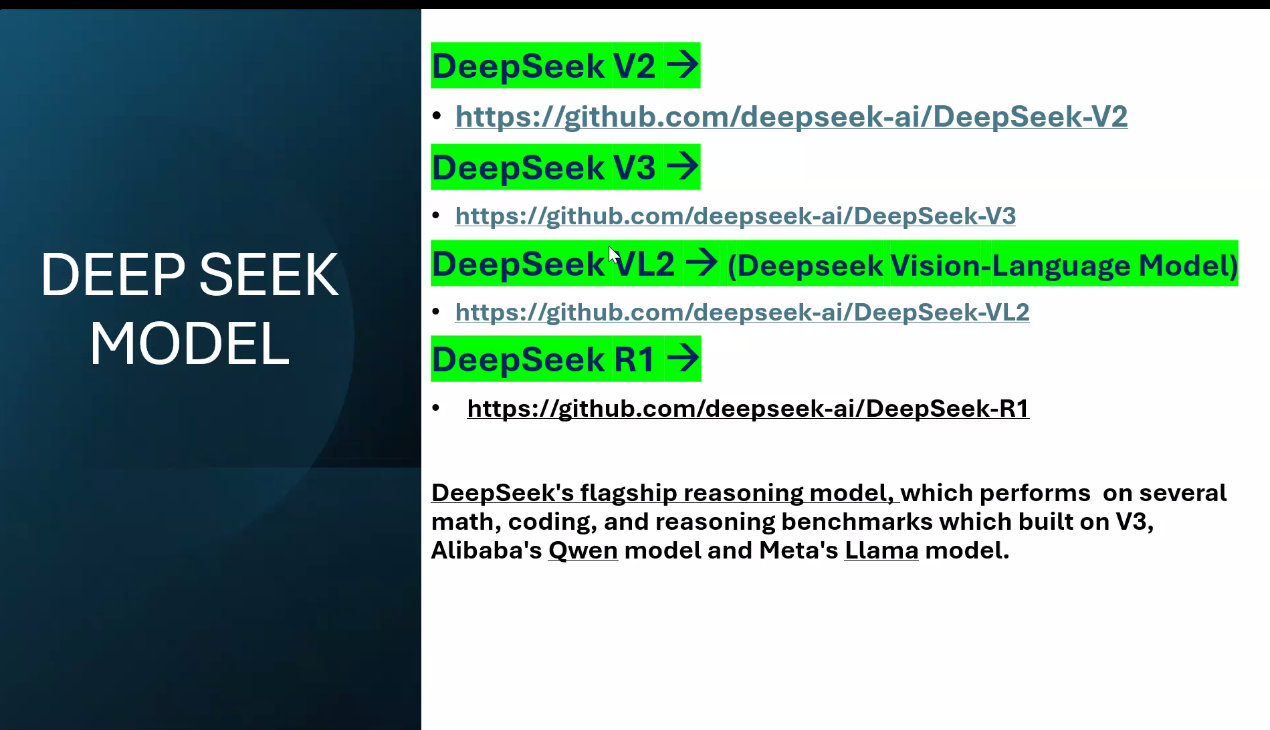 DEEP SEEK
MODEL
DeepSeek V2 →
• https://github.com/deepseek-ai/DeepSeek-V2
DeepSeek V3 →
• https://github.com/deepseek-ai/DeepSeek-V3
DeepSeek VL2 → (Deepseek Vision-Language Model)
• https://github.com/deepseek-ai/DeepSeek-VL2
DeepSeek R1 →
• https://github.com/deepseek-ai/DeepSeek-R1
DeepSeek's flagship reasoning model, which performs  on several
math, coding, and reasoning benchmarks which built on V3,
Alibaba's Qwen model and Meta's Llama model.